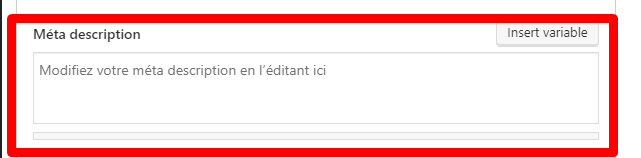 Méta description
Insert variable
Modifiez votre méta description en l’éditant ici